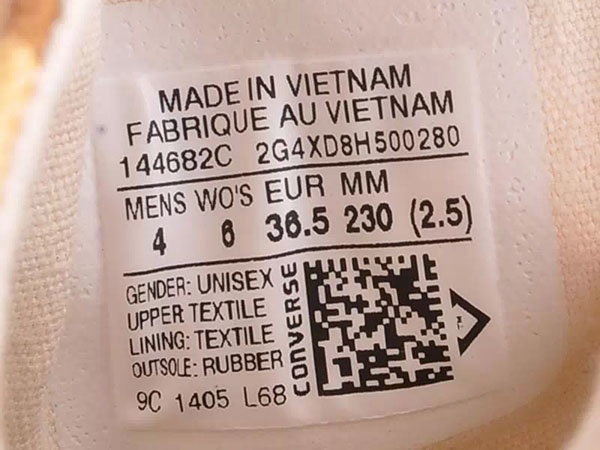 MADE IN VIETNAM
FABRIQUE AU VIETNAM
144682C 2G4XD8H500280
MENS WO'S EUR MM
4 6 36.5 230 (2.5)
GENDER: UNISEX
UPPER TEXTILE
LINING: TEXTILE
OUTSOLE: RUBBER
9C 1405 L68
CONVERSE